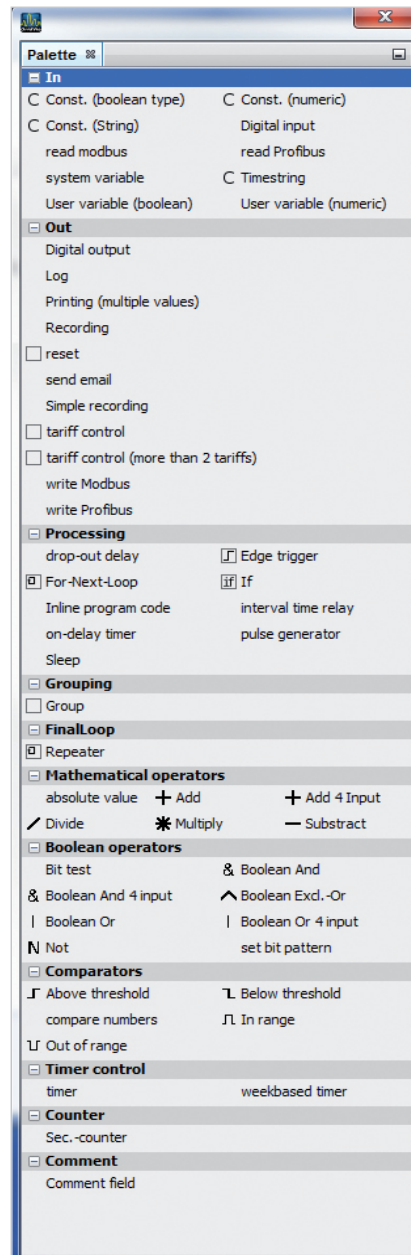 Palette
In
C Const. (boolean type) C Const. (numeric)
C Const. (String) Digital input
read modbus read Profibus
system variable C Timestring
User variable (boolean) User variable (numeric)
Out
Digital output
Log
Printing (multiple values)
Recording
reset
send email
Simple recording
tariff control
tariff control (more than 2 tariffs)
write Modbus
write Profibus
Processing
drop-out delay Edge trigger
For-Next-Loop if If
Inline program code interval time relay
on-delay timer pulse generator
Sleep
Grouping
Group
FinalLoop
Repeater
Mathematical operators
absolute value + Add + Add 4 Input
/ Divide * Multiply − Substract
Boolean operators
Bit test & Boolean And
& Boolean And 4 input ^ Boolean Excl.-Or
| Boolean Or | Boolean Or 4 input
N Not set bit pattern
Comparators
Above threshold Below threshold
compare numbers In range
Out of range
Timer control
timer weekbased timer
Counter
Sec.-counter
Comment
Comment field